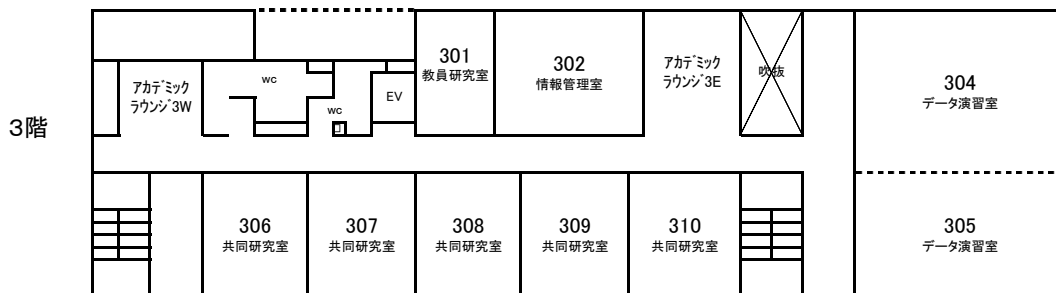 3階
アカデミック
ラウンジ3W
WC
WC
EV
301
教員研究室
302
情報管理室
アカデミック
ラウンジ3E
吹抜
304
データ演習室
306
共同研究室
307
共同研究室
308
共同研究室
309
共同研究室
310
共同研究室
305
データ演習室